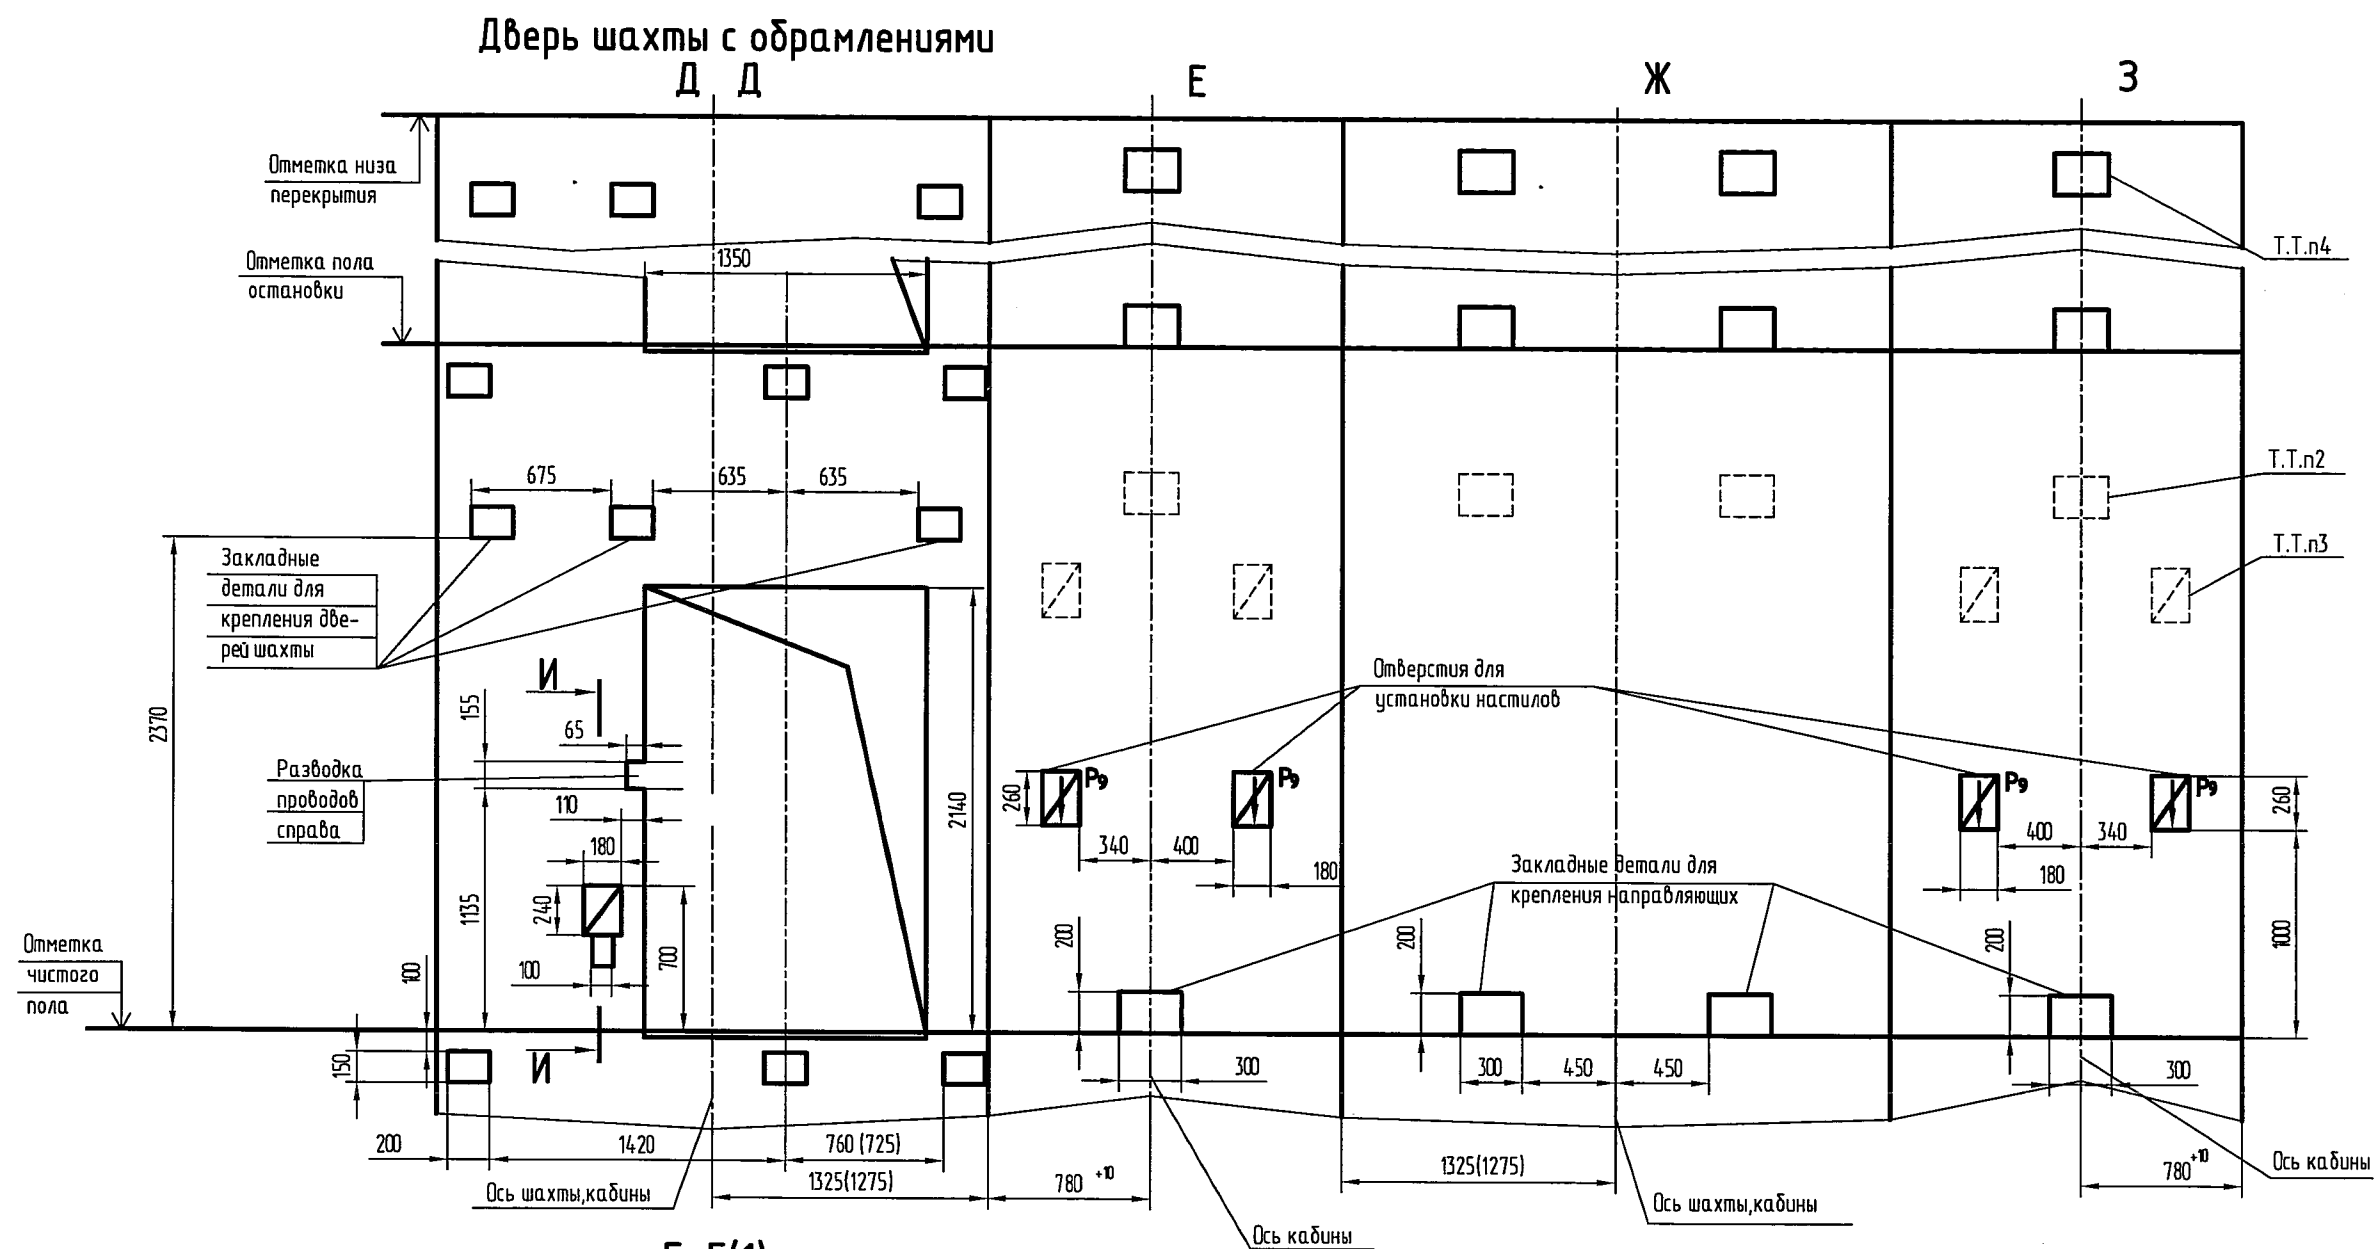 Дверь шахты с обрамлениями
Д Д
Е
Ж
З
Отметка низа
перекрытия
Отметка пола
остановки
1350
Т.Т.п4
675
635
635
Т.Т.п2
Т.Т.п3
Закладные
детали для
крепления две-
рей шахты
2370
И
155
65
Разводка
проводов
справа
110
180
240
1135
100
100
700
2140
Отметка
чистого
пола
150
И
Отверстия для
установки настилов
260
P9
P9
340
400
180
P9
P9
400
340
180
260
1000
Закладные детали для
крепления направляющих
200
200
200
300
300
450
450
300
200
1420
760 (725)
1325(1275)
780 +10
1325(1275)
780 +10
Ось шахты,кабины
Ось кабины
Ось шахты,кабины
Ось кабины